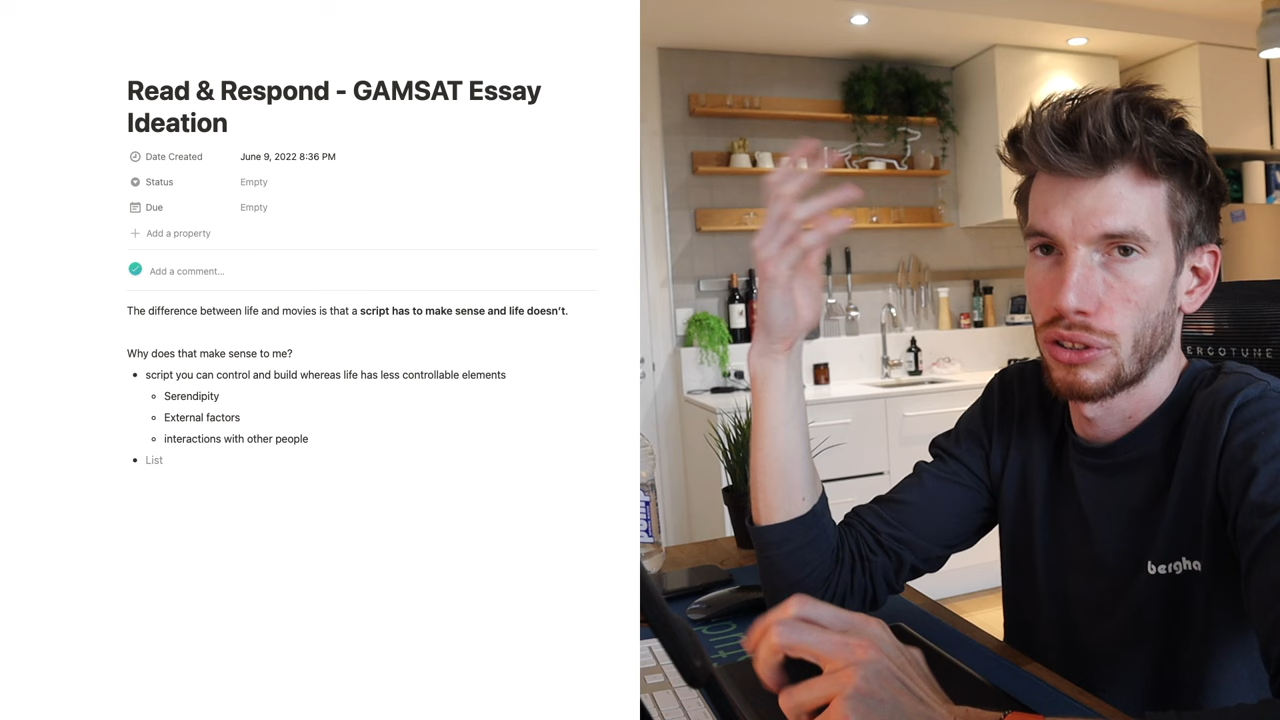 Read & Respond - GAMSAT Essay
Ideation
Date Created June 9, 2022 8:36 PM
Status Empty
Due Empty
Add a property
Add a comment...
The difference between life and movies is that a script has to make sense and life doesn't.
Why does that make sense to me?
script you can control and build whereas life has less controllable elements
Serendipity
External factors
interactions with other people
List
ERGOTUNE
bergha